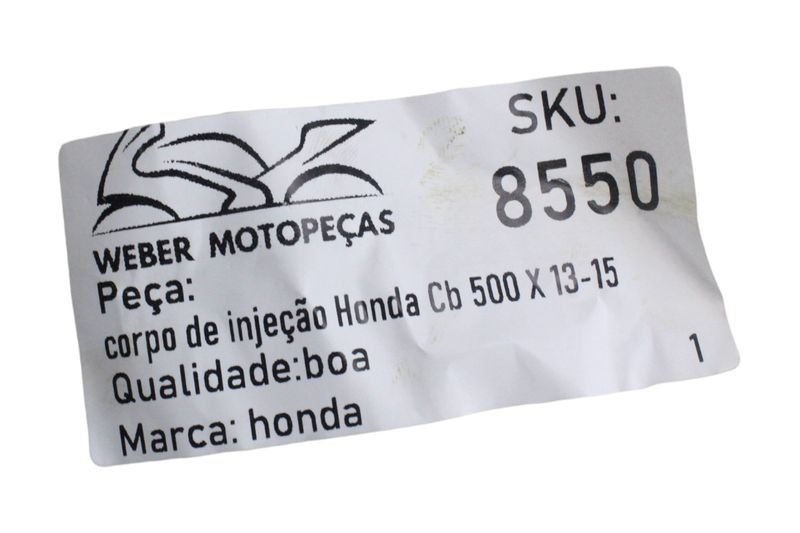 WEBER MOTOPEÇAS
SKU:
8550
Peça:
corpo de injeção Honda Cb 500 X 13-15
Qualidade:boa
Marca: honda
1